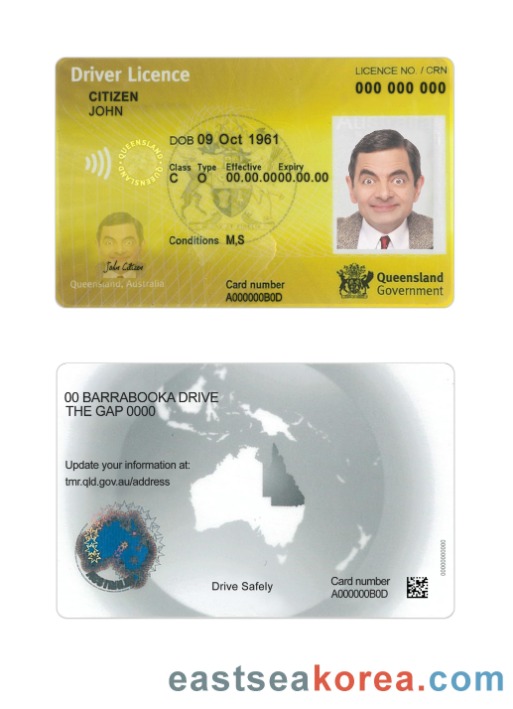 Driver Licence
LICENCE NO. / CRN
000 000 000
CITIZEN
JOHN
DOB 09 Oct 1961
Class Type Effective Expiry
C O 00.00.0000.00.00
Conditions M,S
QUEENSLAND • QUEENSLAND
John Citizen
Queensland, Australia
Card number
A000000B0D
Queensland
Government
00 BARRABOOKA DRIVE
THE GAP 0000
Update your information at:
tmr.qld.gov.au/address
Drive Safely
Card number
A000000B0D
0000000000
eastseakorea.com